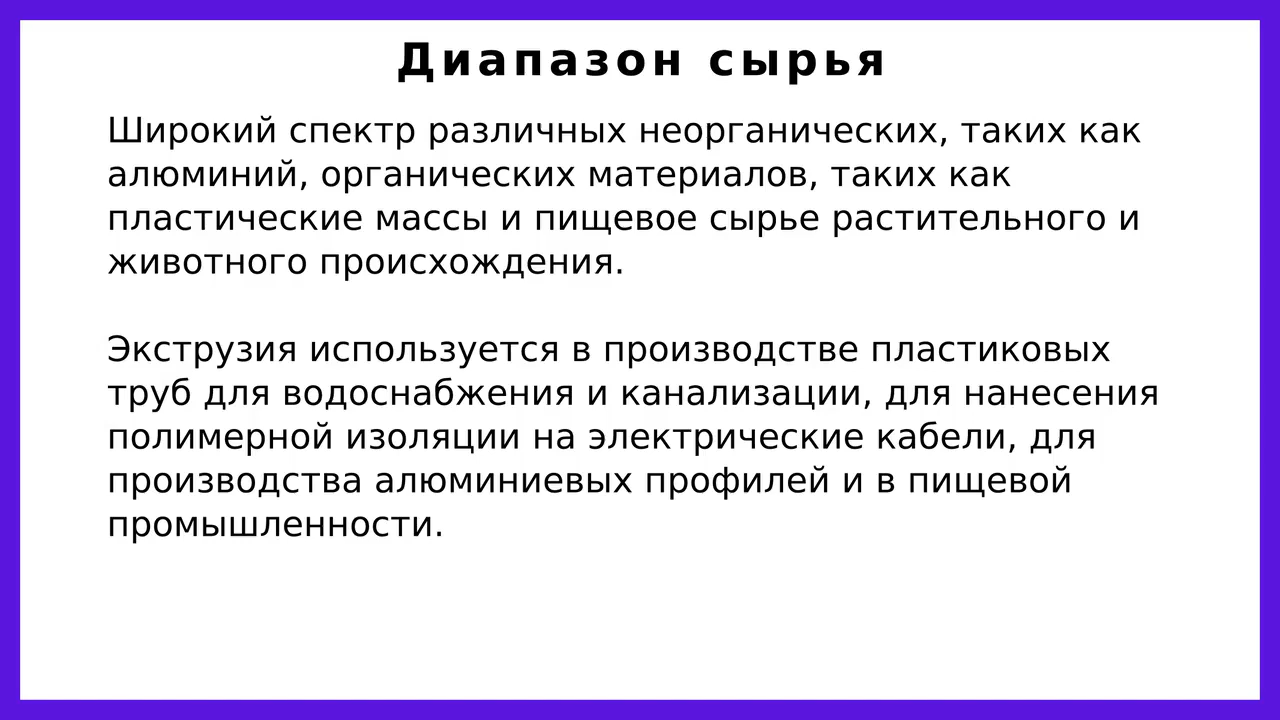 Диапазон сырья
Широкий спектр различных неорганических, таких как
алюминий, органических материалов, таких как
пластические массы и пищевое сырье растительного и
животного происхождения.
Экструзия используется в производстве пластиковых
труб для водоснабжения и канализации, для нанесения
полимерной изоляции на электрические кабели, для
производства алюминиевых профилей и в пищевой
промышленности.